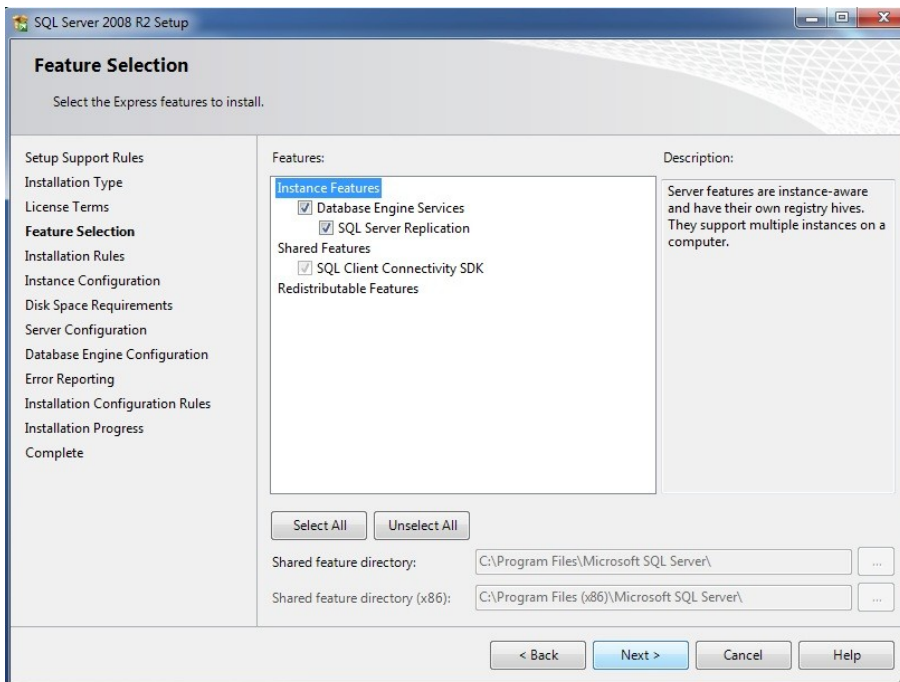 SQL Server 2008 R2 Setup
Feature Selection
Select the Express features to install.
Setup Support Rules
Installation Type
License Terms
Feature Selection
Installation Rules
Instance Configuration
Disk Space Requirements
Server Configuration
Database Engine Configuration
Error Reporting
Installation Configuration Rules
Installation Progress
Complete
Features:
Instance Features
Database Engine Services
SQL Server Replication
Shared Features
SQL Client Connectivity SDK
Redistributable Features
Description:
Server features are instance-aware
and have their own registry hives.
They support multiple instances on a
computer.
Select All
Unselect All
Shared feature directory:
C:\Program Files\Microsoft SQL Server\
...
Shared feature directory (x86):
C:\Program Files (x86)\Microsoft SQL Server\
...
< Back
Next >
Cancel
Help